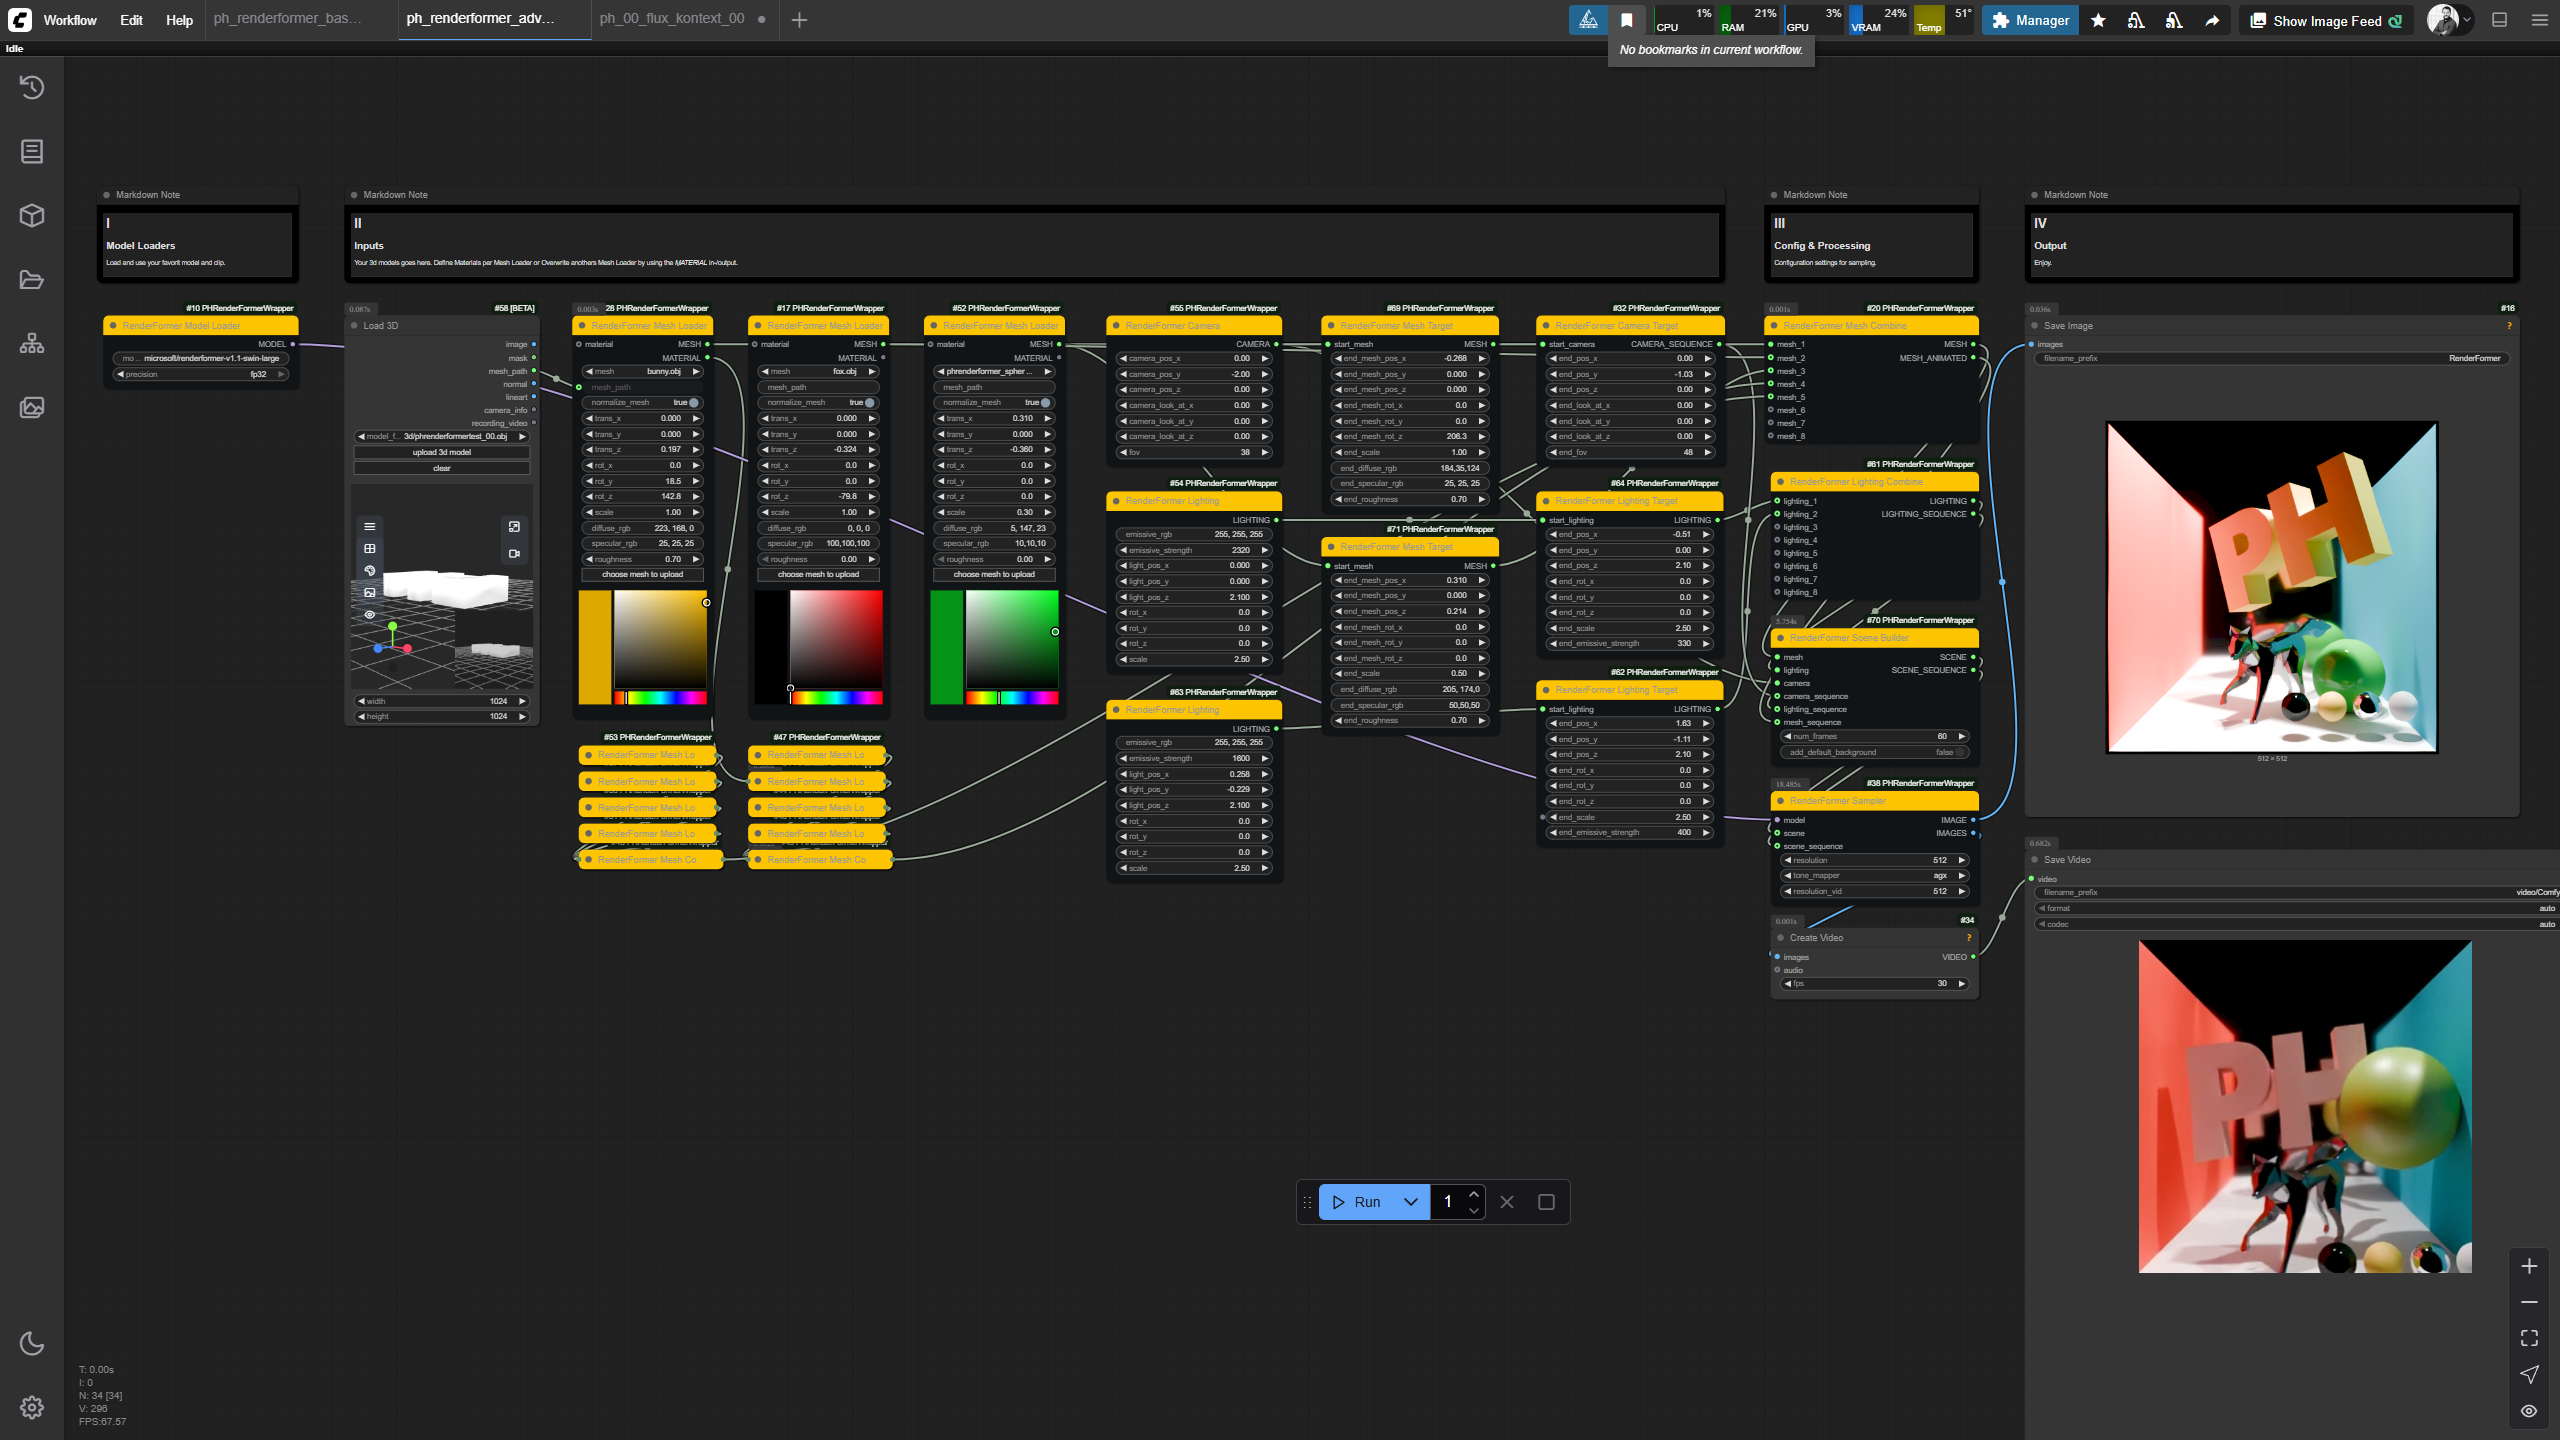 Workflow
Edit
Help
ph_renderformer_bas...
ph_renderformer_adv...
ph_00_flux_kontext_00
CPU 1%
RAM 21%
GPU 3%
VRAM 24%
Temp 51°
Manager
Show Image Feed
Idle
No bookmarks in current workflow.
Markdown Note
I
Model Loaders
Load and use your favorit model and clip.
Markdown Note
II
Inputs
Your 3d models goes here. Define Materials per Mesh Loader or Overwrite anothers Mesh Loader by using the MATERIAL in-/output.
Markdown Note
III
Config & Processing
Configuration settings for sampling.
Markdown Note
IV
Output
Enjoy.
#10 PHRenderFormerWrapper
RenderFormer Model Loader
MODEL
mo ... microsoft/renderformer-v1.1-swin-large
precision fp32
0.087s
#58 [BETA]
Load 3D
image
mask
mesh_path
normal
lineart
camera_info
recording_video
model_f... 3d/phrenderformertest_00.obj
upload 3d model
clear
width 1024
height 1024
0.003s
28 PHRenderFormerWrapper
RenderFormer Mesh Loader
material MESH
MATERIAL
mesh bunny.obj
mesh_path
normalize_mesh true
trans_x 0.000
trans_y 0.000
trans_z 0.197
rot_x 0.0
rot_y 18.5
rot_z 142.8
scale 1.00
diffuse_rgb 223, 168, 0
specular_rgb 25, 25, 25
roughness 0.70
choose mesh to upload
#17 PHRenderFormerWrapper
RenderFormer Mesh Loader
material MESH
MATERIAL
mesh fox.obj
mesh_path
normalize_mesh true
trans_x 0.000
trans_y 0.000
trans_z -0.324
rot_x 0.0
rot_y 0.0
rot_z -79.8
scale 1.00
diffuse_rgb 0, 0, 0
specular_rgb 100,100,100
roughness 0.00
choose mesh to upload
#52 PHRenderFormerWrapper
RenderFormer Mesh Loader
material MESH
MATERIAL
phrenderformer_spher ...
mesh_path
normalize_mesh true
trans_x 0.310
trans_y 0.000
trans_z -0.360
rot_x 0.0
rot_y 0.0
rot_z 0.0
scale 0.30
diffuse_rgb 5, 147, 23
specular_rgb 10,10,10
roughness 0.00
choose mesh to upload
#53 PHRenderFormerWrapper
RenderFormer Mesh Lo
RenderFormer Mesh Lo
RenderFormer Mesh Lo
RenderFormer Mesh Lo
RenderFormer Mesh Co
#47 PHRenderFormerWrapper
RenderFormer Mesh Lo
RenderFormer Mesh Lo
RenderFormer Mesh Lo
RenderFormer Mesh Lo
RenderFormer Mesh Co
#55 PHRenderFormerWrapper
RenderFormer Camera
CAMERA
camera_pos_x 0.00
camera_pos_y -2.00
camera_pos_z 0.00
camera_look_at_x 0.00
camera_look_at_y 0.00
camera_look_at_z 0.00
fov 38
#54 PHRenderFormerWrapper
RenderFormer Lighting
LIGHTING
emissive_rgb 255, 255, 255
emissive_strength 2320
light_pos_x 0.000
light_pos_y 0.000
light_pos_z 2.100
rot_x 0.0
rot_y 0.0
rot_z 0.0
scale 2.50
#63 PHRenderFormerWrapper
RenderFormer Lighting
LIGHTING
emissive_rgb 255, 255, 255
emissive_strength 1600
light_pos_x 0.258
light_pos_y -0.229
light_pos_z 2.100
rot_x 0.0
rot_y 0.0
rot_z 0.0
scale 2.50
#69 PHRenderFormerWrapper
RenderFormer Mesh Target
start_mesh MESH
end_mesh_pos_x -0.268
end_mesh_pos_y 0.000
end_mesh_pos_z 0.000
end_mesh_rot_x 0.0
end_mesh_rot_y 0.0
end_mesh_rot_z 206.3
end_scale 1.00
end_diffuse_rgb 184,35,124
end_specular_rgb 25, 25, 25
end_roughness 0.70
#71 PHRenderFormerWrapper
RenderFormer Mesh Target
start_mesh MESH
end_mesh_pos_x 0.310
end_mesh_pos_y 0.000
end_mesh_pos_z 0.214
end_mesh_rot_x 0.0
end_mesh_rot_y 0.0
end_mesh_rot_z 0.0
end_scale 0.50
end_diffuse_rgb 205, 174,0
end_specular_rgb 50,50,50
end_roughness 0.70
#32 PHRenderFormerWrapper
RenderFormer Camera Target
start_camera CAMERA_SEQUENCE
end_pos_x 0.00
end_pos_y -1.03
end_pos_z 0.00
end_look_at_x 0.00
end_look_at_y 0.00
end_look_at_z 0.00
end_fov 48
#64 PHRenderFormerWrapper
RenderFormer Lighting Target
start_lighting LIGHTING
end_pos_x -0.51
end_pos_y 0.00
end_pos_z 2.10
end_rot_x 0.0
end_rot_y 0.0
end_rot_z 0.0
end_scale 2.50
end_emissive_strength 330
#62 PHRenderFormerWrapper
RenderFormer Lighting Target
start_lighting LIGHTING
end_pos_x 1.63
end_pos_y -1.11
end_pos_z 2.10
end_rot_x 0.0
end_rot_y 0.0
end_rot_z 0.0
end_scale 2.50
end_emissive_strength 400
0.001s
#20 PHRenderFormerWrapper
RenderFormer Mesh Combine
mesh_1 MESH
mesh_2 MESH_ANIMATED
mesh_3
mesh_4
mesh_5
mesh_6
mesh_7
mesh_8
#61 PHRenderFormerWrapper
RenderFormer Lighting Combine
lighting_1 LIGHTING
lighting_2 LIGHTING_SEQUENCE
lighting_3
lighting_4
lighting_5
lighting_6
lighting_7
lighting_8
5.754s
#70 PHRenderFormerWrapper
RenderFormer Scene Builder
mesh SCENE
lighting SCENE_SEQUENCE
camera
camera_sequence
lighting_sequence
mesh_sequence
num_frames 60
add_default_background false
18.485s
#38 PHRenderFormerWrapper
RenderFormer Sampler
model IMAGE
scene IMAGES
scene_sequence
resolution 512
tone_mapper agx
resolution_vid 512
0.001s
#34
Create Video ?
images VIDEO
audio
fps 30
0.036s
#16
Save Image ?
images
filename_prefix RenderFormer
PH
512 × 512
0.682s
Save Video
video
filename_prefix video/Comfy
format auto
codec auto
PH
Run
1
T: 0.00s
I: 0
N: 34 [34]
V: 296
FPS:67.57